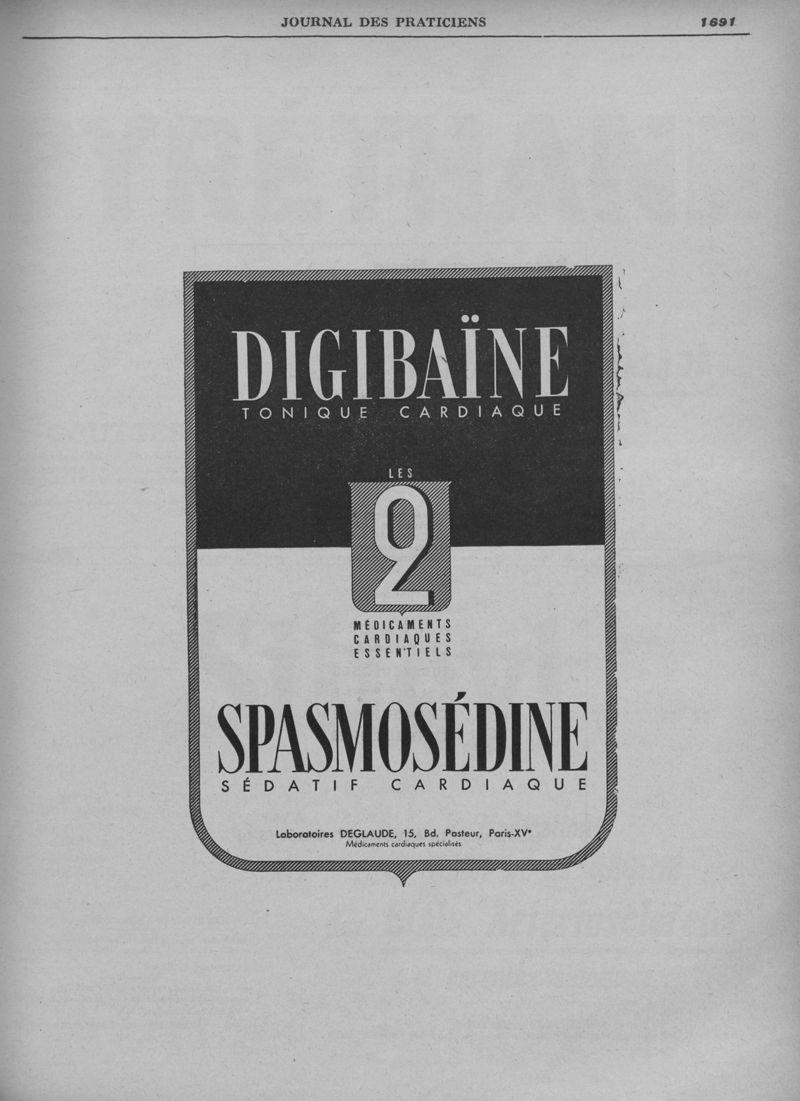 JOURNAL DES PRATICIENS 1691
DIGIBAÏNE
TONIQUE CARDIAQUE
LES
2
MÉDICAMENTS
CARDIAQUES
ESSENTIELS
SPASMOSÉDINE
SÉDATIF CARDIAQUE
Laboratoires DEGLAUDE, 15, Bd. Pasteur, Paris-XVᵉ
Médicaments cardiaques spécialisés